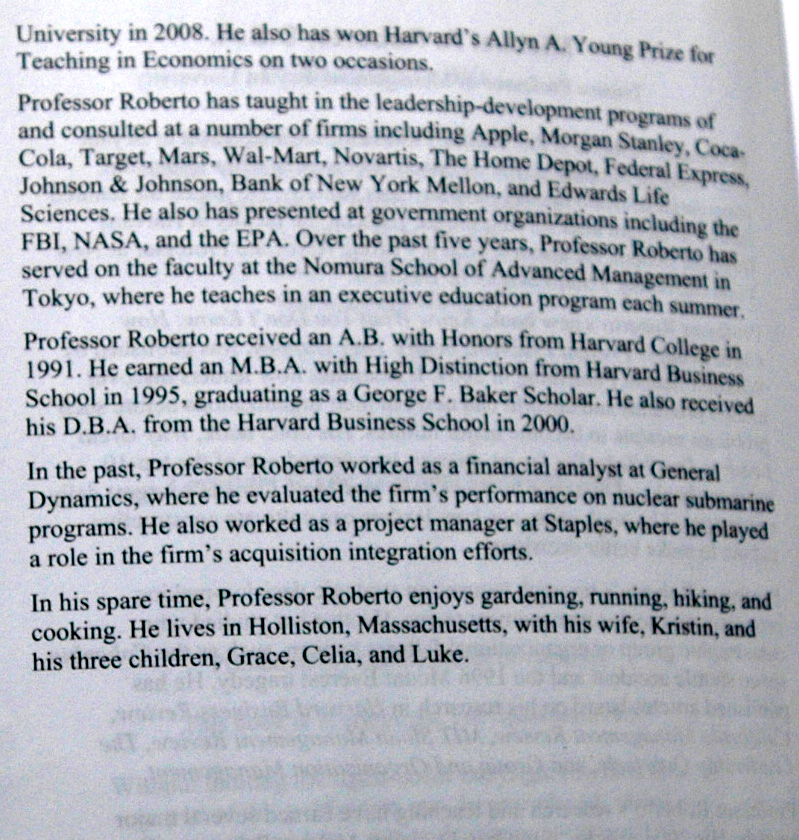 University in 2008. He also has won Harvard's Allyn A. Young Prize for
Teaching in Economics on two occasions.
Professor Roberto has taught in the leadership-development programs of
and consulted at a number of firms including Apple, Morgan Stanley, Coca-
Cola, Target, Mars, Wal-Mart, Novartis, The Home Depot, Federal Express,
Johnson & Johnson, Bank of New York Mellon, and Edwards Life
Sciences. He also has presented at government organizations including the
FBI, NASA, and the EPA. Over the past five years, Professor Roberto has
served on the faculty at the Nomura School of Advanced Management in
Tokyo, where he teaches in an executive education program each summer.
Professor Roberto received an A.B. with Honors from Harvard College in
1991. He earned an M.B.A. with High Distinction from Harvard Business
School in 1995, graduating as a George F. Baker Scholar. He also received
his D.B.A. from the Harvard Business School in 2000.
In the past, Professor Roberto worked as a financial analyst at General
Dynamics, where he evaluated the firm's performance on nuclear submarine
programs. He also worked as a project manager at Staples, where he played
a role in the firm's acquisition integration efforts.
In his spare time, Professor Roberto enjoys gardening, running, hiking, and
cooking. He lives in Holliston, Massachusetts, with his wife, Kristin, and
his three children, Grace, Celia, and Luke.